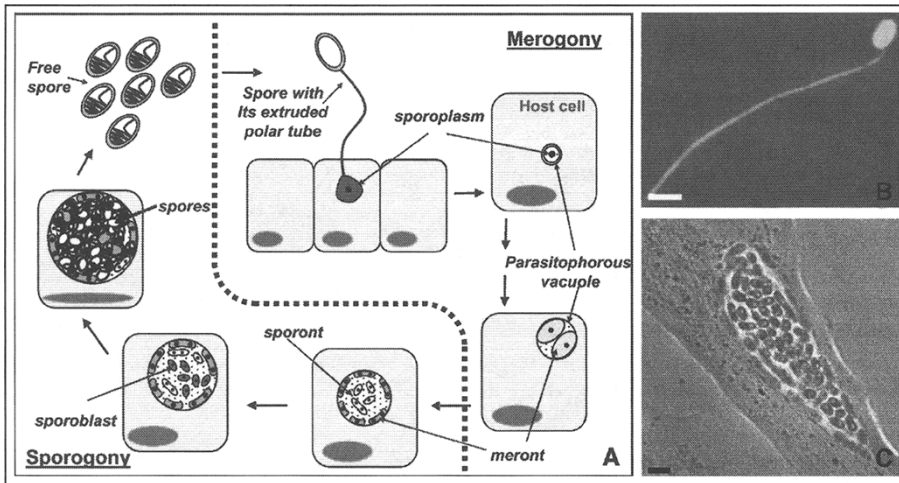 Merogony
Free
spore
Spore with
Its extruded
polar tube
sporoplasm
Host cell
spores
Parasitophorous
vacuole
sporont
sporoblast
meront
Sporogony
A
B
C